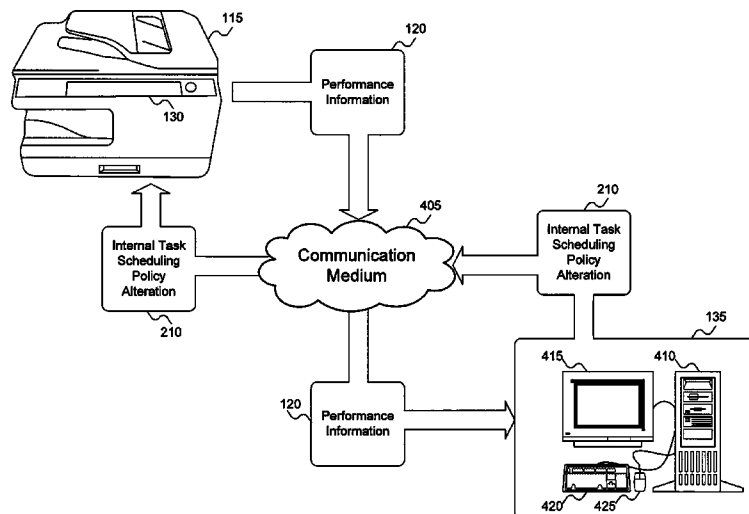 115
130
120
Performance
Information
405
Communication
Medium
Internal Task
Scheduling
Policy
Alteration
210
210
Internal Task
Scheduling
Policy
Alteration
120
Performance
Information
135
415
410
420
425